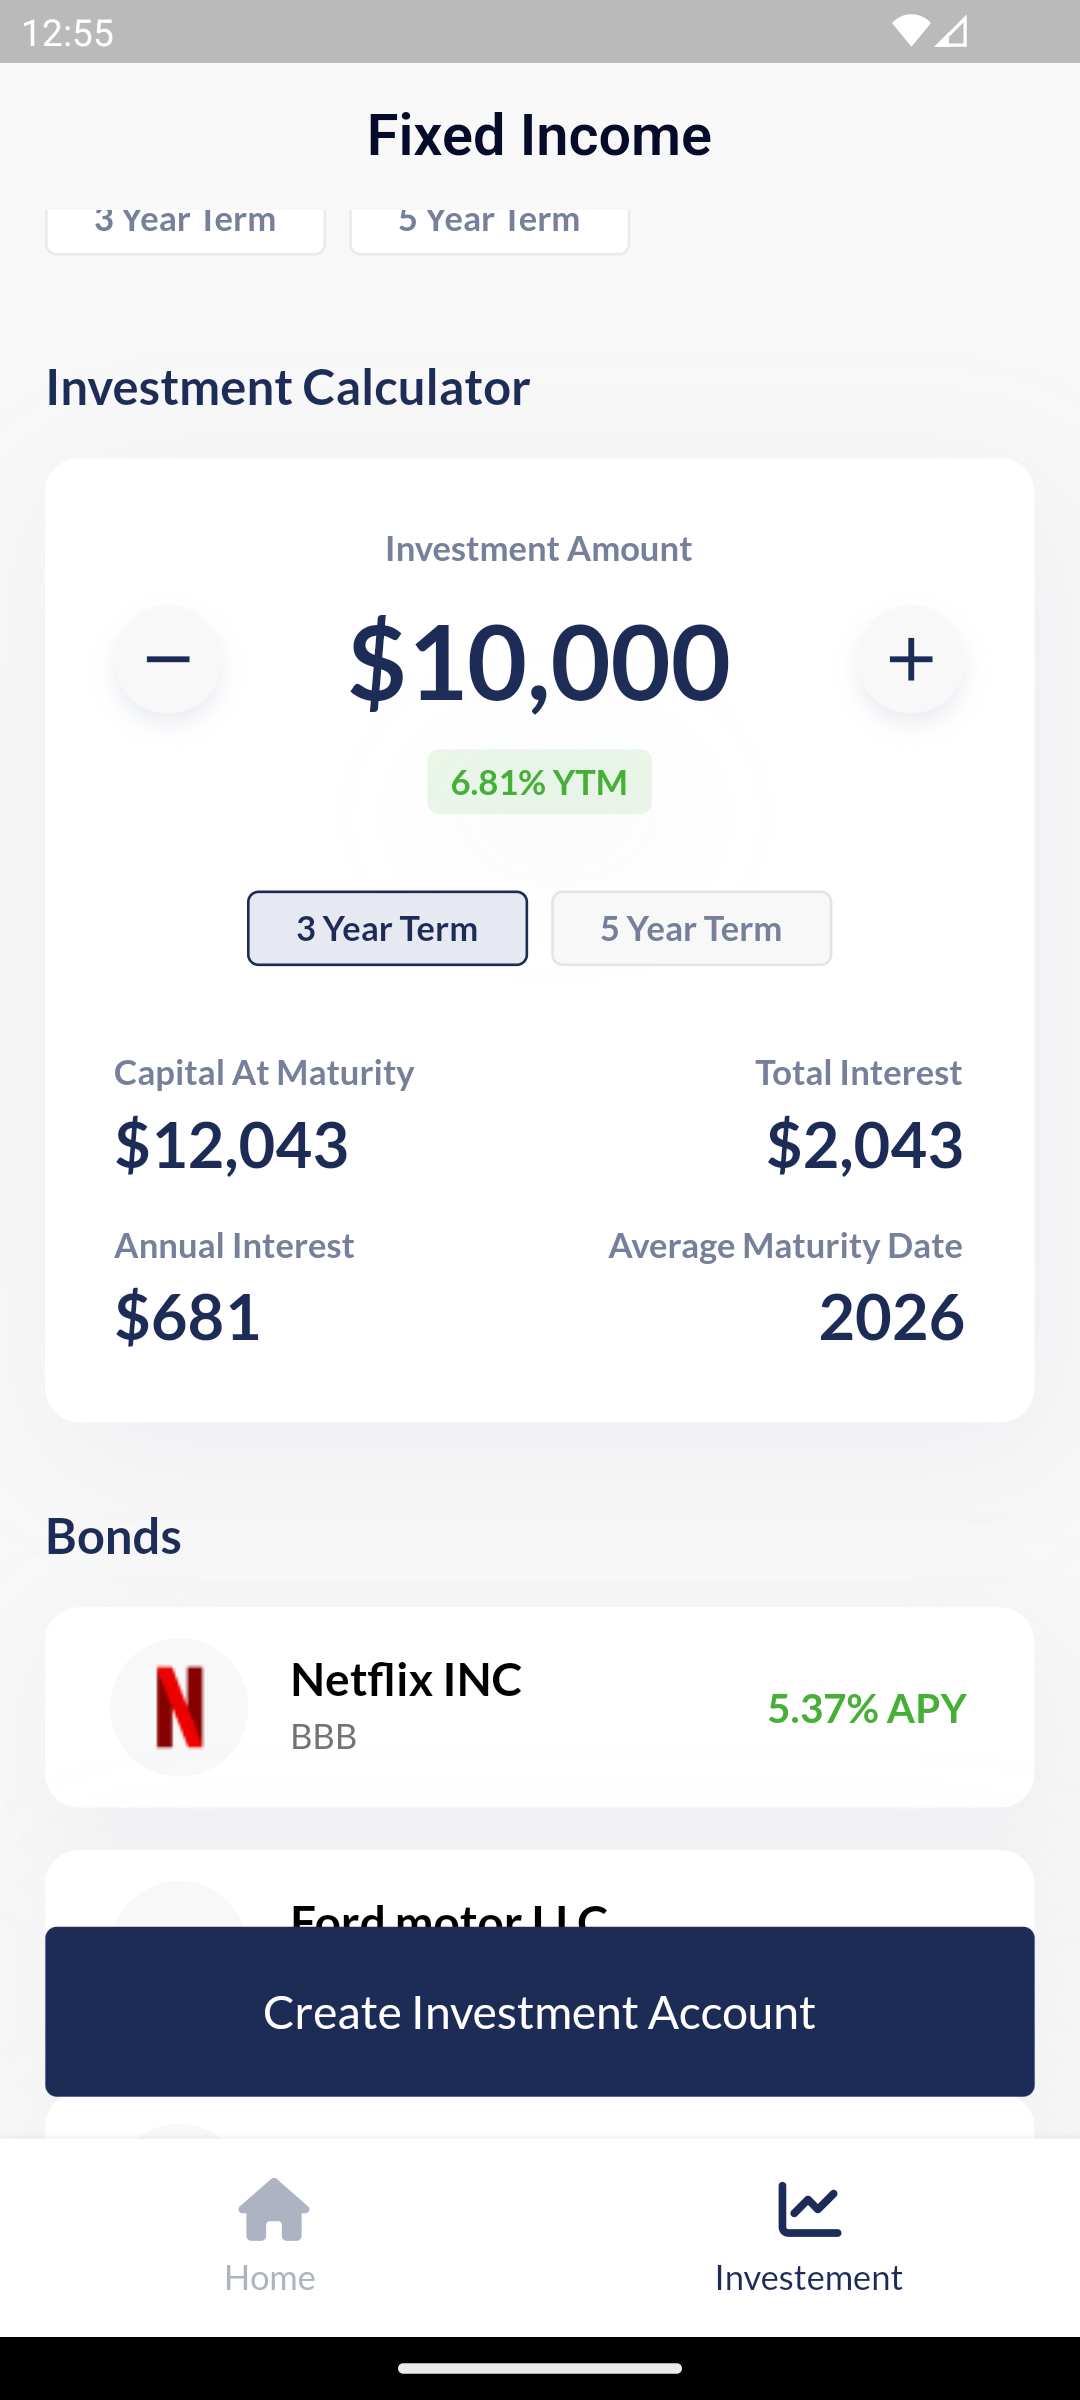 12:55
Fixed Income
3 Year Term
5 Year Term
Investment Calculator
Investment Amount
$10,000
6.81% YTM
3 Year Term
5 Year Term
Capital At Maturity
Total Interest
$12,043
$2,043
Annual Interest
Average Maturity Date
$681
2026
Bonds
Netflix INC
BBB
5.37% APY
Ford motor LLC
Create Investment Account
Home
Investement